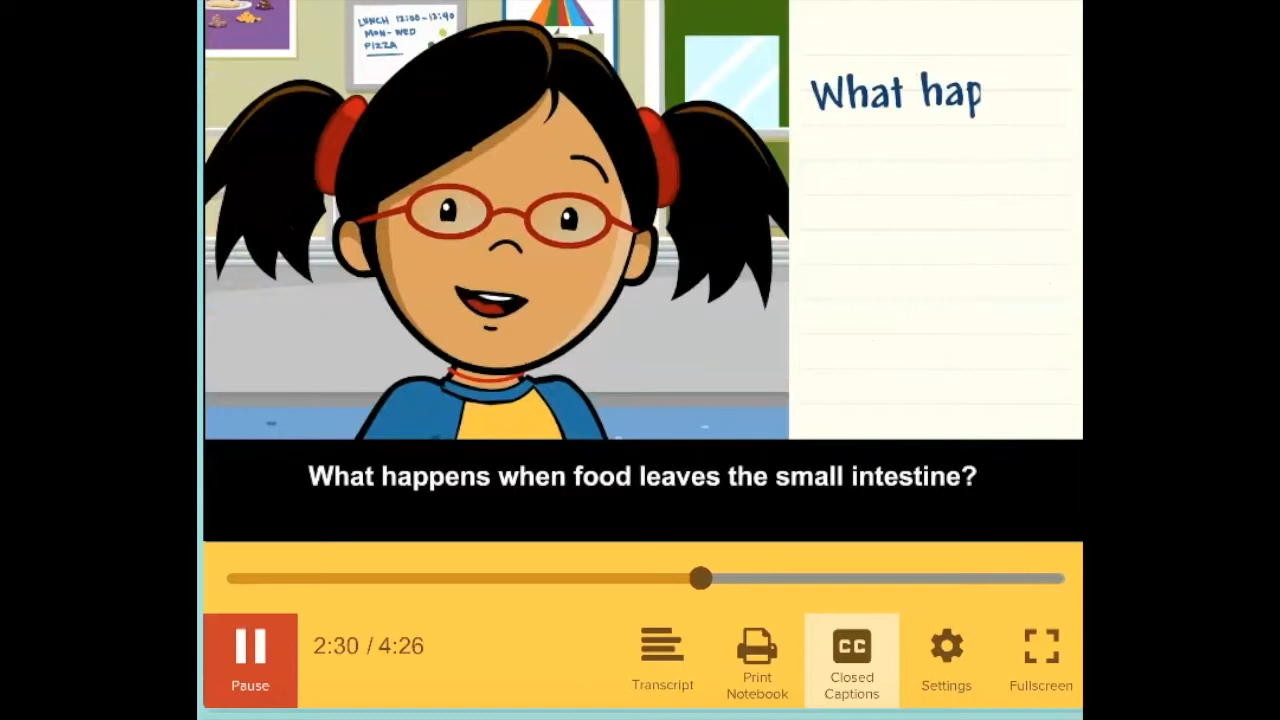 LUNCH 12:00-12:40
MON-WED
PIZZA
What hap
What happens when food leaves the small intestine?
2:30 / 4:26
Pause
Transcript
Print
Notebook
CC
Closed
Captions
Settings
Fullscreen